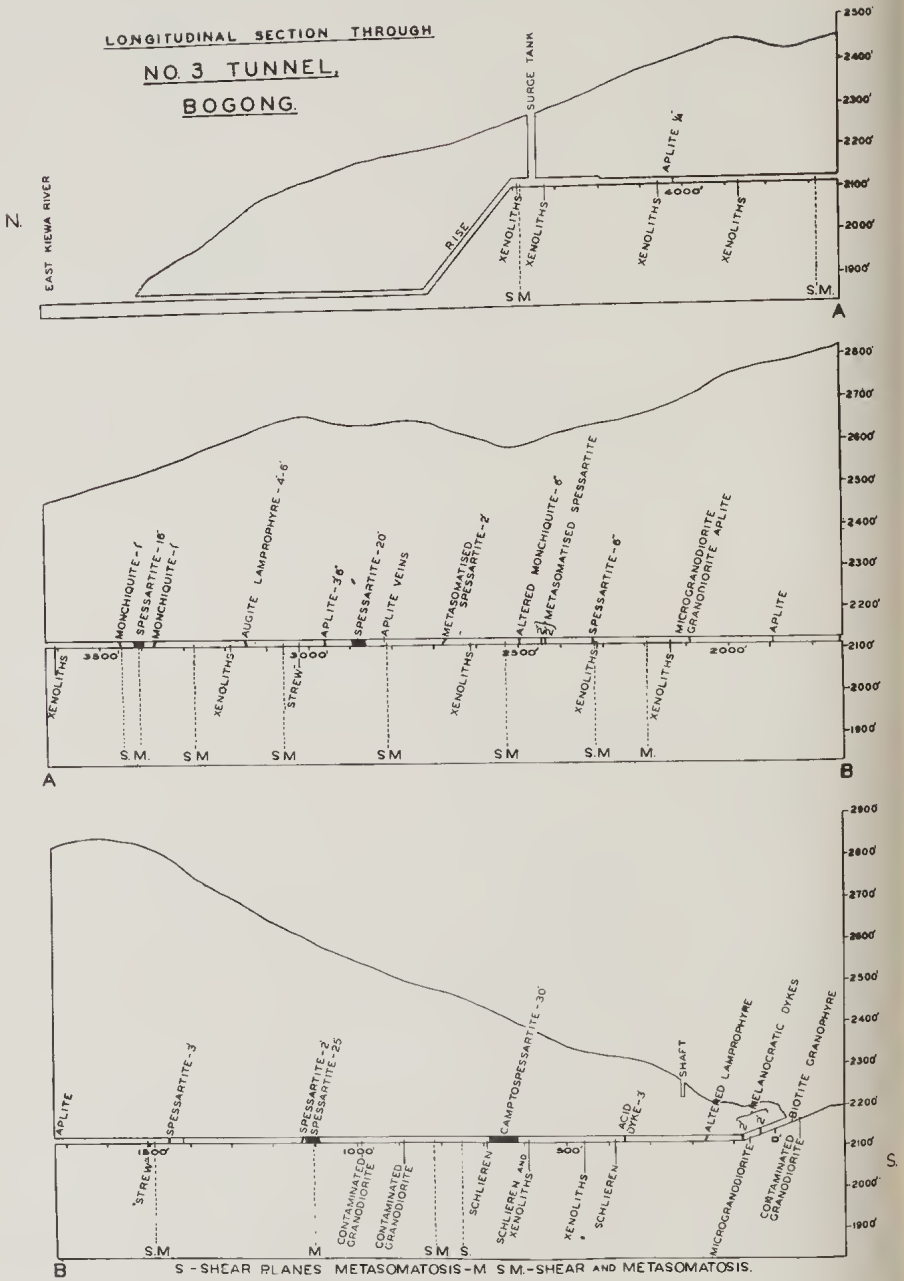 LONGITUDINAL SECTION THROUGH
NO. 3 TUNNEL,
BOGONG.
N.
EAST KIEWA RIVER
RISE
SURGE TANK
APLITE ¼"
2500'
2400'
2300'
2200'
2100'
2000'
1900'
4000'
XENOLITHS
XENOLITHS
XENOLITHS
XENOLITHS
S M
S.M.
A
2800'
2700'
2600'
2500'
2400'
2300'
2200'
2100'
2000'
1900'
MONCHIQUITE-1'
SPESSARTITE-16'
MONCHIQUITE-1'
AUGITE LAMPROPHYRE-4'-6'
APLITE-3'6"
SPESSARTITE-20'
APLITE VEINS
METASOMATISED
SPESSARTITE-2'
ALTERED MONCHIQUITE-6"
2'
2' METASOMATISED SPESSARTITE
SPESSARTITE-6"
MICROGRANODIORITE
GRANODIORITE APLITE
APLITE
3500'
3000'
2500'
2000'
XENOLITHS
XENOLITHS
STREW
XENOLITHS
XENOLITHS
XENOLITHS
S.M.
S M
S M
S M
S M
S.M.
M.
A
B
2900'
2800'
2700'
2600'
2500'
2400'
2300'
2200'
2100'
2000'
1900'
APLITE
SPESSARTITE-3'
SPESSARTITE-2'
SPESSARTITE-25'
CAMPTOSPESSARTITE-30'
ACID
DYKE-3'
SHAFT
ALTERED LAMPROPHYRE
2' MELANOCRATIC DYKES
2'
BIOTITE GRANOPHYRE
S.
1500'
1000'
500'
0'
STREW
CONTAMINATED
GRANODIORITE
CONTAMINATED
GRANODIORITE
SCHLIEREN
SCHLIEREN AND
XENOLITHS
XENOLITHS
SCHLIEREN
MICROGRANODIORITE
CONTAMINATED
GRANODIORITE
S.M
M
S M
S.
B
S-SHEAR PLANES METASOMATOSIS-M S M.-SHEAR AND METASOMATOSIS.